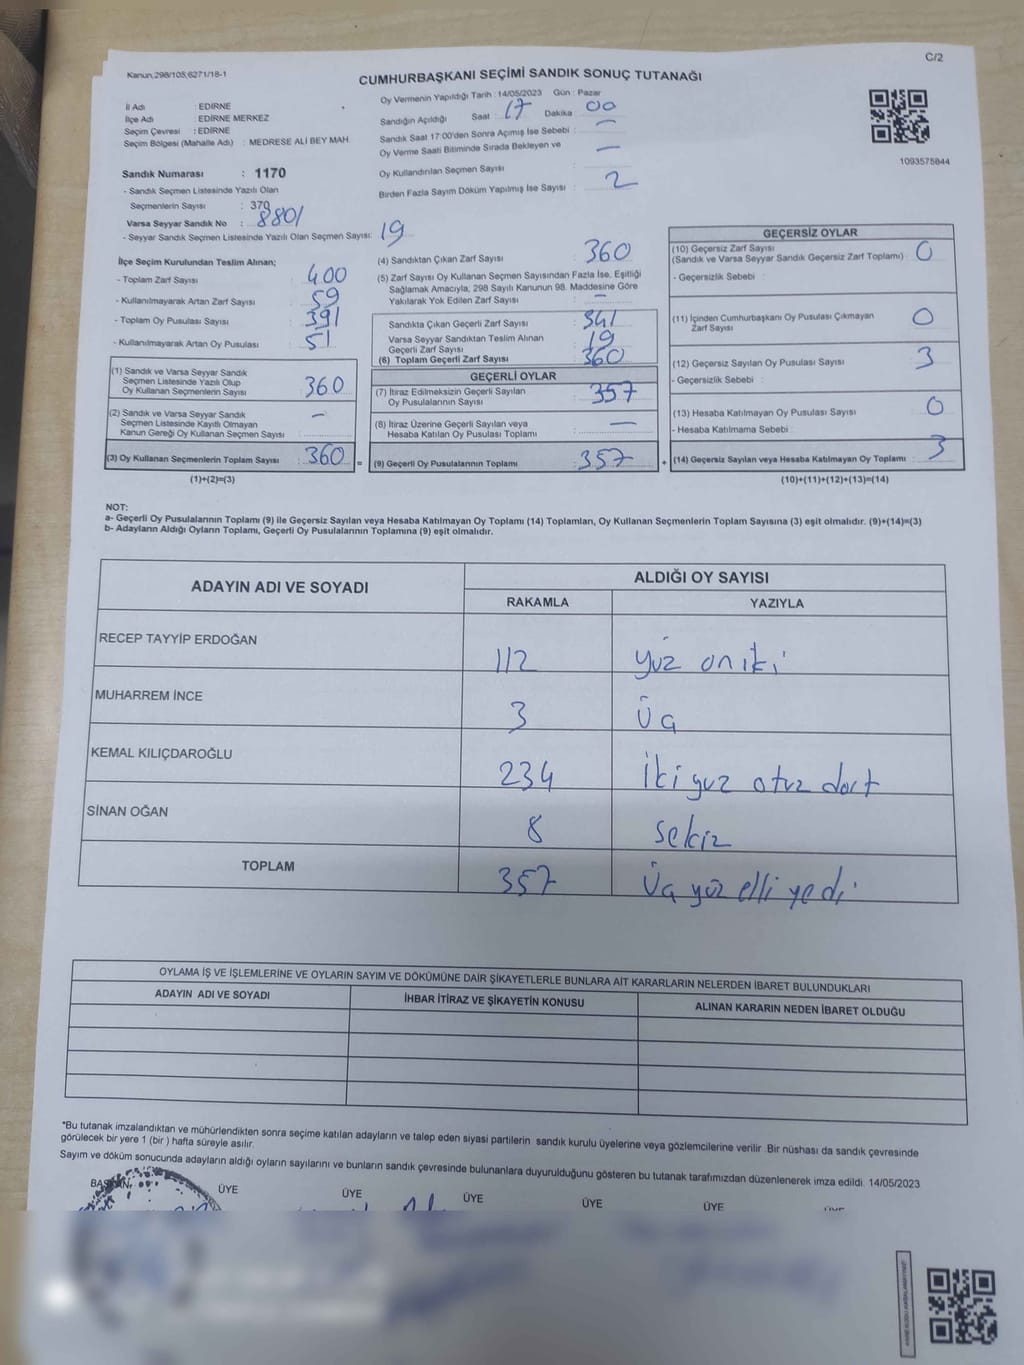 C/2
Kanun,298/105,6271/18-1
CUMHURBAŞKANI SEÇİMİ SANDIK SONUÇ TUTANAĞI
İl Adı : EDIRNE
İlçe Adı : EDIRNE MERKEZ
Seçim Çevresi : EDIRNE
Seçim Bölgesi (Mahalle Adı) : MEDRESE ALI BEY MAH.
Oy Vermenin Yapıldığı Tarih : 14/05/2023 Gün : Pazar
Sandığın Açıldığı Saat : 17 Dakika : 00
Sandık Saat 17:00'den Sonra Açımış İse Sebebi : —
Oy Verme Saati Bitiminde Sırada Bekleyen ve
Oy Kullandırılan Seçmen Sayısı : —
Birden Fazla Sayım Döküm Yapılmış İse Sayısı : 2
1093575844
Sandık Numarası : 1170
- Sandık Seçmen Listesinde Yazılı Olan
Seçmenlerin Sayısı : 370
Varsa Seyyar Sandık No : 8801
- Seyyar Sandık Seçmen Listesinde Yazılı Olan Seçmen Sayısı: 19
İlçe Seçim Kurulundan Teslim Alınan;
- Toplam Zarf Sayısı : 400
- Kullanılmayarak Artan Zarf Sayısı : 59
- Toplam Oy Pusulası Sayısı : 391
- Kullanılmayarak Artan Oy Pusulası : 51
(1) Sandık ve Varsa Seyyar Sandık
Seçmen Listesinde Yazılı Olup
Oy Kullanan Seçmenlerin Sayısı : 360
(2) Sandık ve Varsa Seyyar Sandık
Seçmen Listesinde Kayıtlı Olmayan
Kanun Gereği Oy Kullanan Seçmen Sayısı : —
(3) Oy Kullanan Seçmenlerin Toplam Sayısı : 360
(1)+(2)=(3)
(4) Sandıktan Çıkan Zarf Sayısı : 360
(5) Zarf Sayısı Oy Kullanan Seçmen Sayısından Fazla İse, Eşitliği
Sağlamak Amacıyla, 298 Sayılı Kanunun 98. Maddesine Göre
Yakılarak Yok Edilen Zarf Sayısı : —
Sandıkta Çıkan Geçerli Zarf Sayısı : 341
Varsa Seyyar Sandıktan Teslim Alınan
Geçerli Zarf Sayısı : 19
(6) Toplam Geçerli Zarf Sayısı : 360
GEÇERLİ OYLAR
(7) İtiraz Edilmeksizin Geçerli Sayılan
Oy Pusulalarının Sayısı : 357
(8) İtiraz Üzerine Geçerli Sayılan veya
Hesaba Katılan Oy Pusulası Toplamı : —
= (9) Geçerli Oy Pusulalarının Toplamı : 357
GEÇERSİZ OYLAR
(10) Geçersiz Zarf Sayısı
(Sandık ve Varsa Seyyar Sandık Geçersiz Zarf Toplamı) : 0
- Geçersizlik Sebebi :
(11) İçinden Cumhurbaşkanı Oy Pusulası Çıkmayan
Zarf Sayısı : 0
(12) Geçersiz Sayılan Oy Pusulası Sayısı : 3
- Geçersizlik Sebebi :
(13) Hesaba Katılmayan Oy Pusulası Sayısı : 0
- Hesaba Katılmama Sebebi :
+ (14) Geçersiz Sayılan veya Hesaba Katılmayan Oy Toplamı : 3
(10)+(11)+(12)+(13)=(14)
NOT:
a- Geçerli Oy Pusulalarının Toplamı (9) ile Geçersiz Sayılan veya Hesaba Katılmayan Oy Toplamı (14) Toplamları, Oy Kullanan Seçmenlerin Toplam Sayısına (3) eşit olmalıdır. (9)+(14)=(3)
b- Adayların Aldığı Oyların Toplamı, Geçerli Oy Pusulalarının Toplamına (9) eşit olmalıdır.
ADAYIN ADI VE SOYADI ALDIĞI OY SAYISI
RAKAMLA YAZIYLA
RECEP TAYYİP ERDOĞAN 112 yüz oniki
MUHARREM İNCE 3 Üç
KEMAL KILIÇDAROĞLU 234 İki yuz otuz dort
SİNAN OĞAN 8 sekiz
TOPLAM 357 Üç yüz elli yedi
OYLAMA İŞ VE İŞLEMLERİNE VE OYLARIN SAYIM VE DÖKÜMÜNE DAİR ŞİKAYETLERLE BUNLARA AİT KARARLARIN NELERDEN İBARET BULUNDUKLARI
ADAYIN ADI VE SOYADI İHBAR İTİRAZ VE ŞİKAYETİN KONUSU ALINAN KARARIN NEDEN İBARET OLDUĞU
*Bu tutanak imzalandıktan ve mühürlendikten sonra seçime katılan adayların ve talep eden siyasi partilerin sandık kurulu üyelerine veya gözlemcilerine verilir. Bir nüshası da sandık çevresinde
görülecek bir yere 1 (bir ) hafta süreyle asılır.
Sayım ve döküm sonucunda adayların aldığı oyların sayılarını ve bunların sandık çevresinde bulunanlara duyurulduğunu gösteren bu tutanak tarafımızdan düzenlenerek imza edildi. 14/05/2023
BAŞKAN ÜYE ÜYE ÜYE ÜYE ÜYE ÜYE